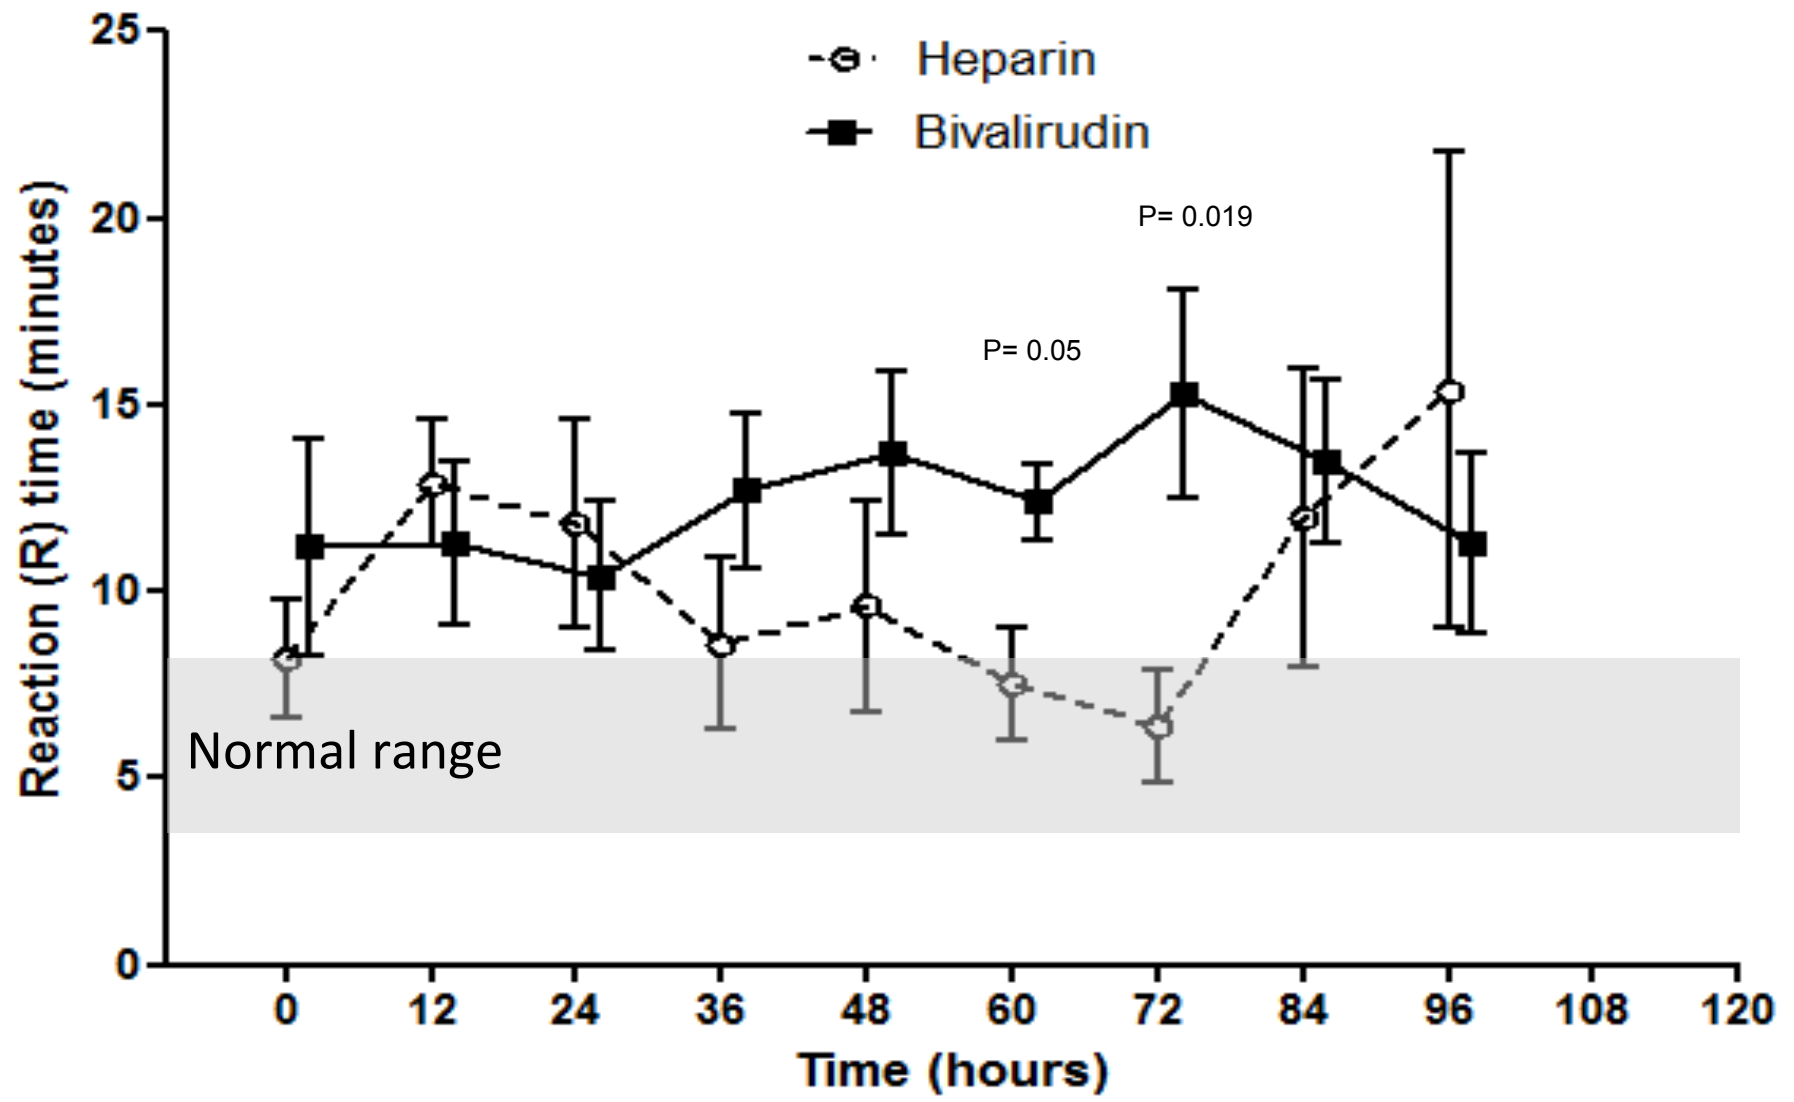 25
Heparin
Bivalirudin
20
P= 0.019
P= 0.05
15
10
5
0
Reaction (R) time (minutes)
Normal range
0 12 24 36 48 60 72 84 96 108 120
Time (hours)